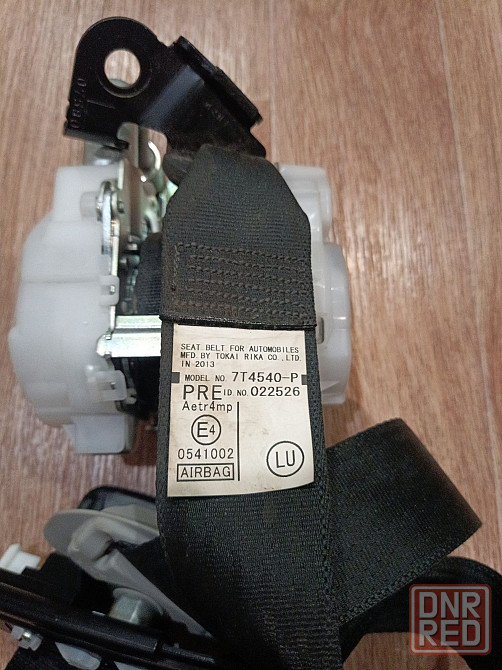 SEAT BELT FOR AUTOMOBILES
MFD. BY TOKAI RIKA CO.,LTD.
IN 2013
MODEL NO. 7T4540-P
PRE ID NO. 022526
Aetr4mp
E4
LU
0541002
AIRBAG
DNR
RED